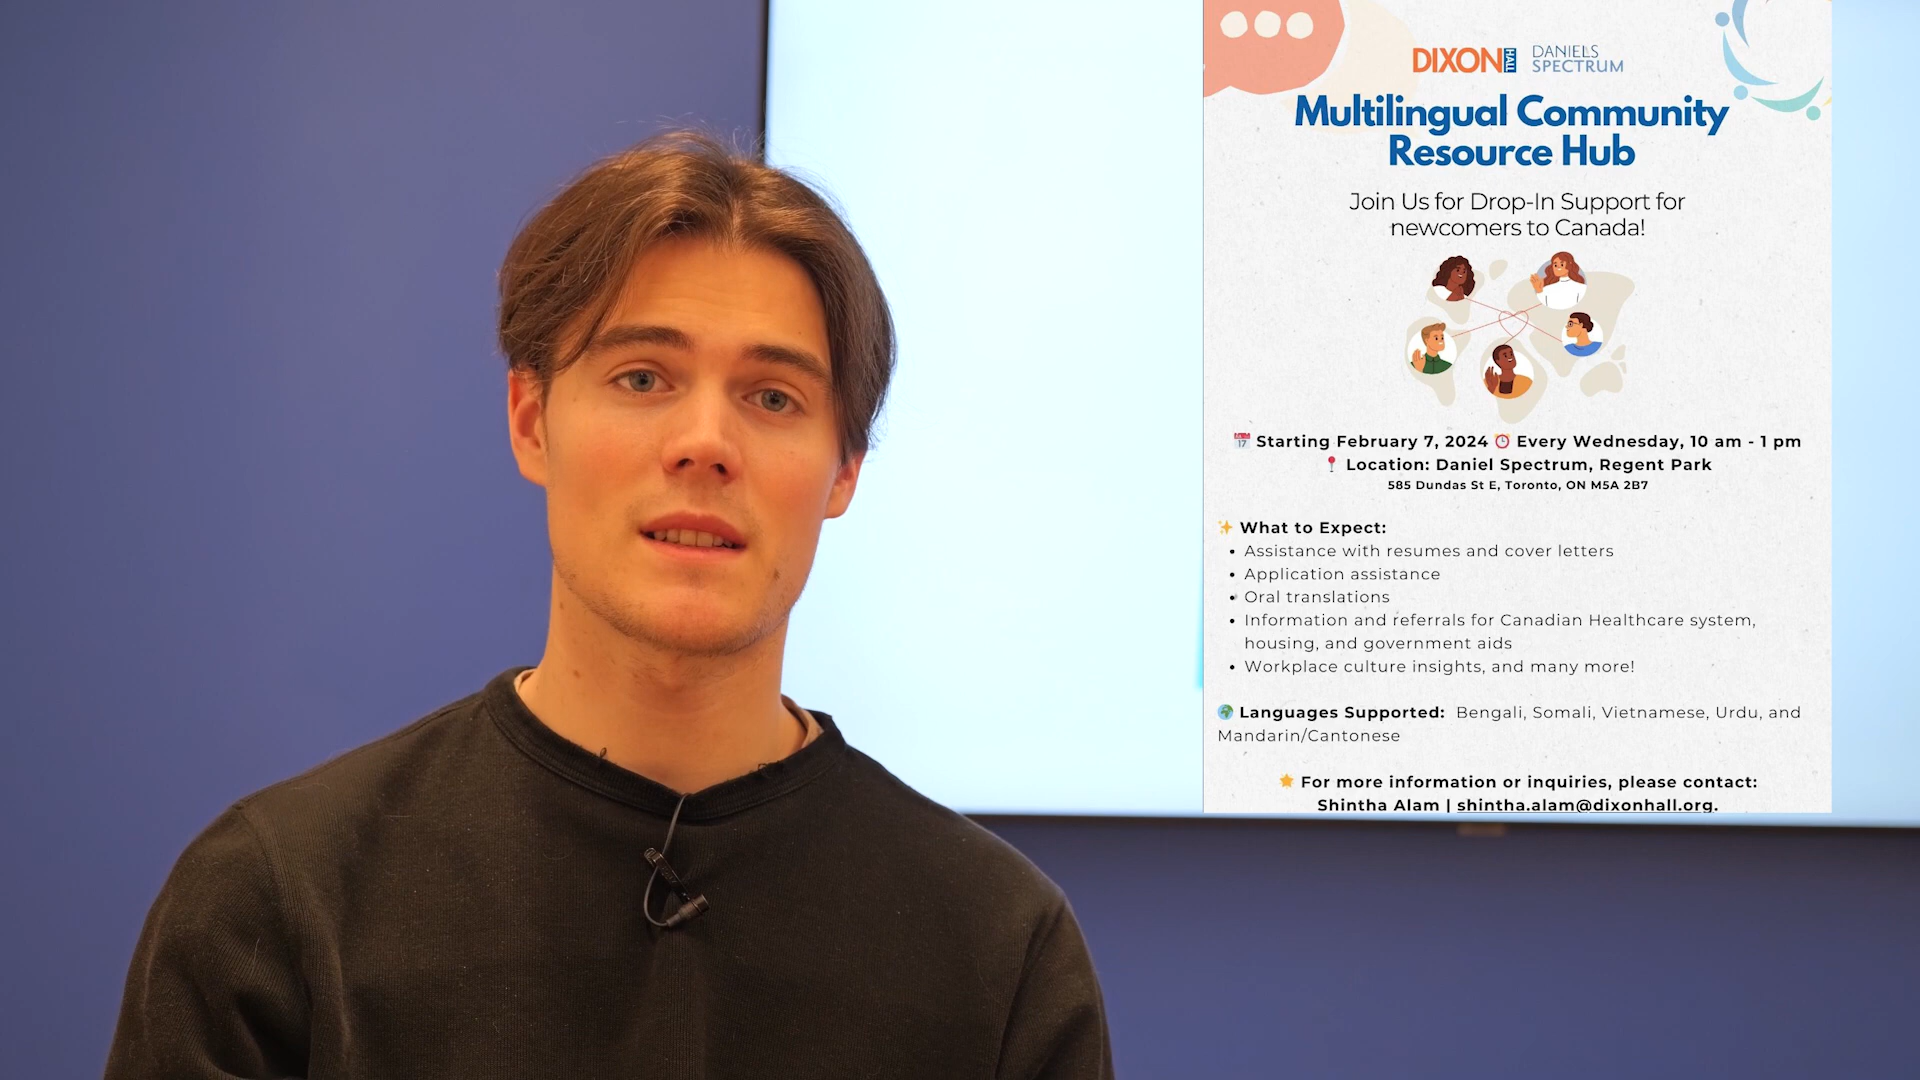 DIXON HALL
DANIELS
SPECTRUM
Multilingual Community
Resource Hub
Join Us for Drop-In Support for
newcomers to Canada!
17 Starting February 7, 2024 Every Wednesday, 10 am - 1 pm
Location: Daniel Spectrum, Regent Park
585 Dundas St E, Toronto, ON M5A 2B7
What to Expect:
• Assistance with resumes and cover letters
• Application assistance
• Oral translations
• Information and referrals for Canadian Healthcare system,
housing, and government aids
• Workplace culture insights, and many more!
Languages Supported: Bengali, Somali, Vietnamese, Urdu, and
Mandarin/Cantonese
For more information or inquiries, please contact:
Shintha Alam | shintha.alam@dixonhall.org.